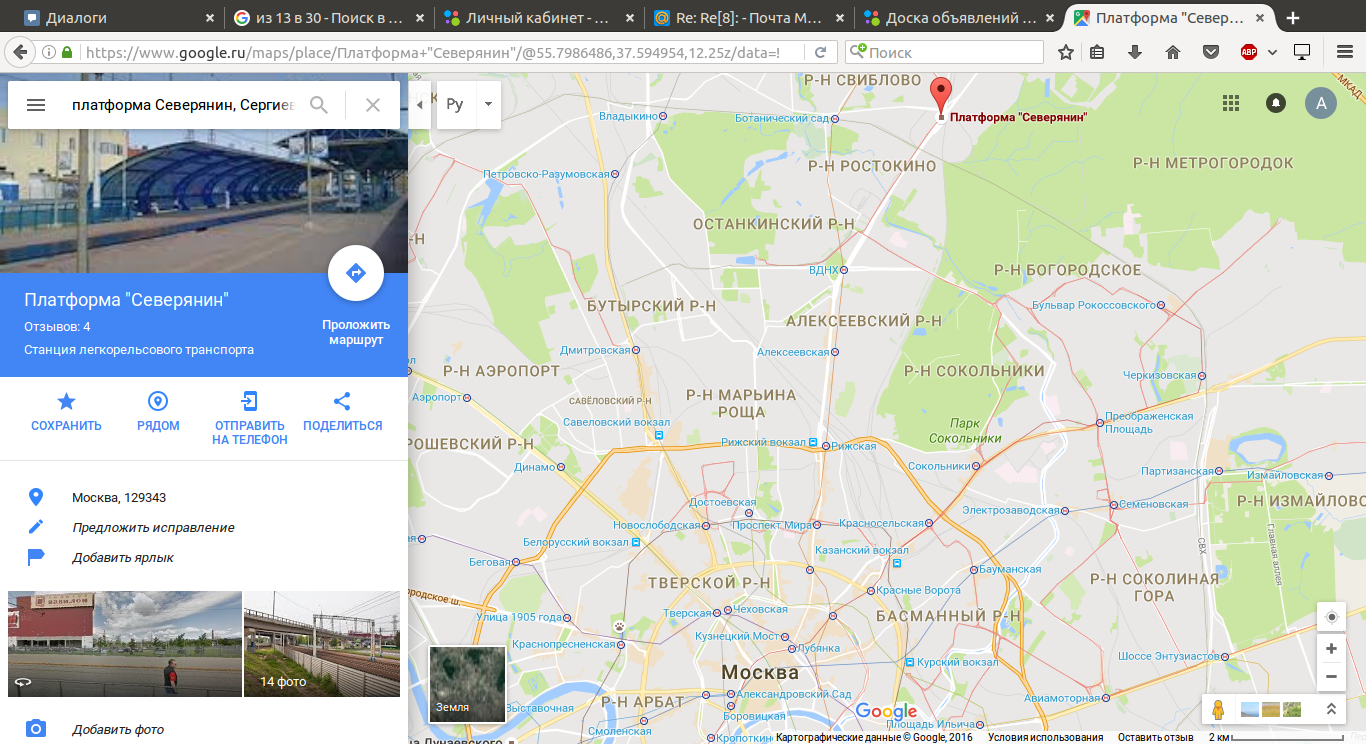 Диалоги
из 13 в 30 - Поиск в ...
Личный кабинет - ...
Re: Re[8]: - Почта М...
Доска объявлений ...
Платформа "Север...
https://www.google.ru/maps/place/Платформа+"Северянин"/@55.7986486,37.594954,12.25z/data=!
Поиск
ABP
платформа Северянин, Сергиев
Ру
A
Платформа "Северянин"
Отзывов: 4
Станция легкорельсового транспорта
Проложить
маршрут
СОХРАНИТЬ
РЯДОМ
ОТПРАВИТЬ
НА ТЕЛЕФОН
ПОДЕЛИТЬСЯ
Москва, 129343
Предложить исправление
Добавить ярлык
14 фото
Добавить фото
Р-Н СВИБЛОВО
МКАД
Владыкино
Ботанический сад
Платформа "Северянин"
Р-Н РОСТОКИНО
Р-Н МЕТРОГОРОДОК
Петровско-Разумовская
ОСТАНКИНСКИЙ Р-Н
-Н
ВДНХ
Р-Н БОГОРОДСКОЕ
БУТЫРСКИЙ Р-Н
Бульвар Рокоссовского
АЛЕКСЕЕВСКИЙ Р-Н
Дмитровская
Алексеевская
Р-Н АЭРОПОРТ
Р-Н СОКОЛЬНИКИ
Черкизовская
Аэропорт
САВЁЛОВСКИЙ Р-Н
Р-Н МАРЬИНА
РОЩА
Савеловский вокзал
Парк
Сокольники
Преображенская
Площадь
РОШЕВСКИЙ Р-Н
Рижский вокзал
Рижская
Динамо
Сокольники
Партизанская
Измайловская
Р-Н ИЗМАЙЛОВО
Достоевская
Электрозаводская
Семеновская
Новослободская
Проспект Мира
Красносельская
Белорусский вокзал
Казанский вокзал
СВХ
Главная аллея
Беговая
Бауманская
ТВЕРСКОЙ Р-Н
Р-Н СОКОЛИНАЯ
ГОРА
ородское ш.
Красные Ворота
Улица 1905 года
Тверская
Чеховская
БАСМАННЫЙ Р-Н
Краснопресненская
Кузнецкий Мост
Лубянка
Шоссе Энтузиастов
Москва
Курский вокзал
Земля
Р-Н АРБАТ
Александровский Сад
Авиамоторная
Выставочная
Боровицкая
Google
Площадь Ильича
Смоленская
Кропоткин
Картографические данные © Google, 2016
Условия использования
Отправить отзыв
2 км